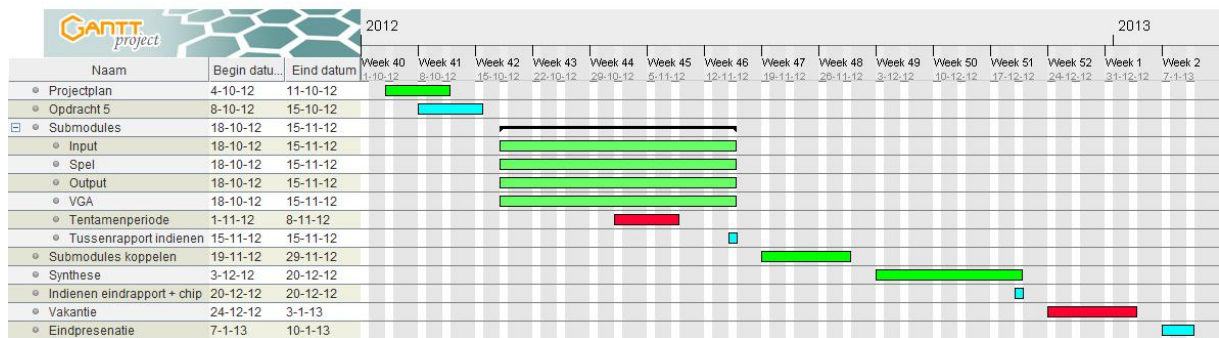 GANTT
project
2012 2013
Week 40 Week 41 Week 42 Week 43 Week 44 Week 45 Week 46 Week 47 Week 48 Week 49 Week 50 Week 51 Week 52 Week 1 Week 2
1-10-12 8-10-12 15-10-12 22-10-12 29-10-12 5-11-12 12-11-12 19-11-12 26-11-12 3-12-12 10-12-12 17-12-12 24-12-12 31-12-12 7-1-13
Naam Begin datu... Eind datum
Projectplan 4-10-12 11-10-12
Opdracht 5 8-10-12 15-10-12
Submodules 18-10-12 15-11-12
Input 18-10-12 15-11-12
Spel 18-10-12 15-11-12
Output 18-10-12 15-11-12
VGA 18-10-12 15-11-12
Tentamenperiode 1-11-12 8-11-12
Tussenrapport indienen 15-11-12 15-11-12
Submodules koppelen 19-11-12 29-11-12
Synthese 3-12-12 20-12-12
Indienen eindrapport + chip 20-12-12 20-12-12
Vakantie 24-12-12 3-1-13
Eindpresenatie 7-1-13 10-1-13